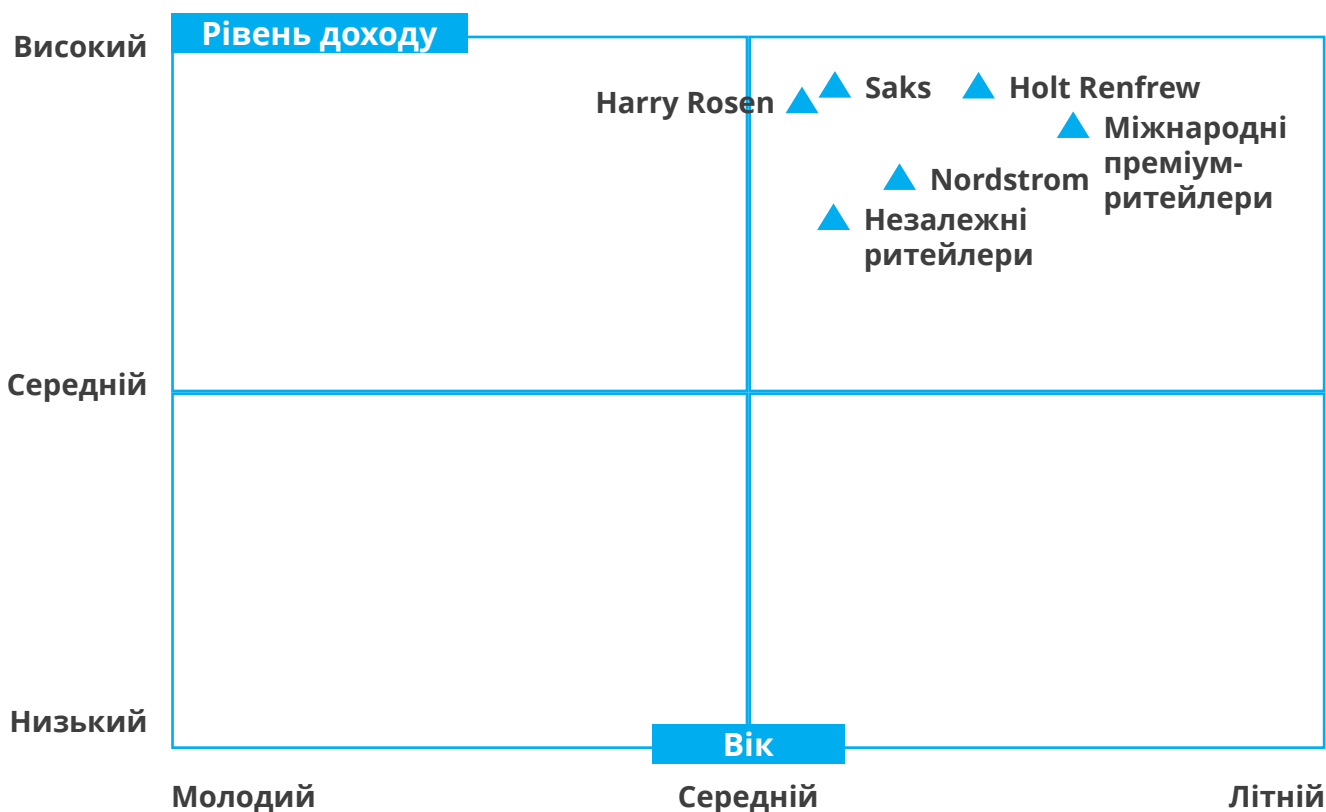 Рівень доходу
Високий
Saks
Holt Renfrew
Harry Rosen
Міжнародні
преміум-
ритейлери
Nordstrom
Незалежні
ритейлери
Середній
Низький
Вік
Молодий
Середній
Літній